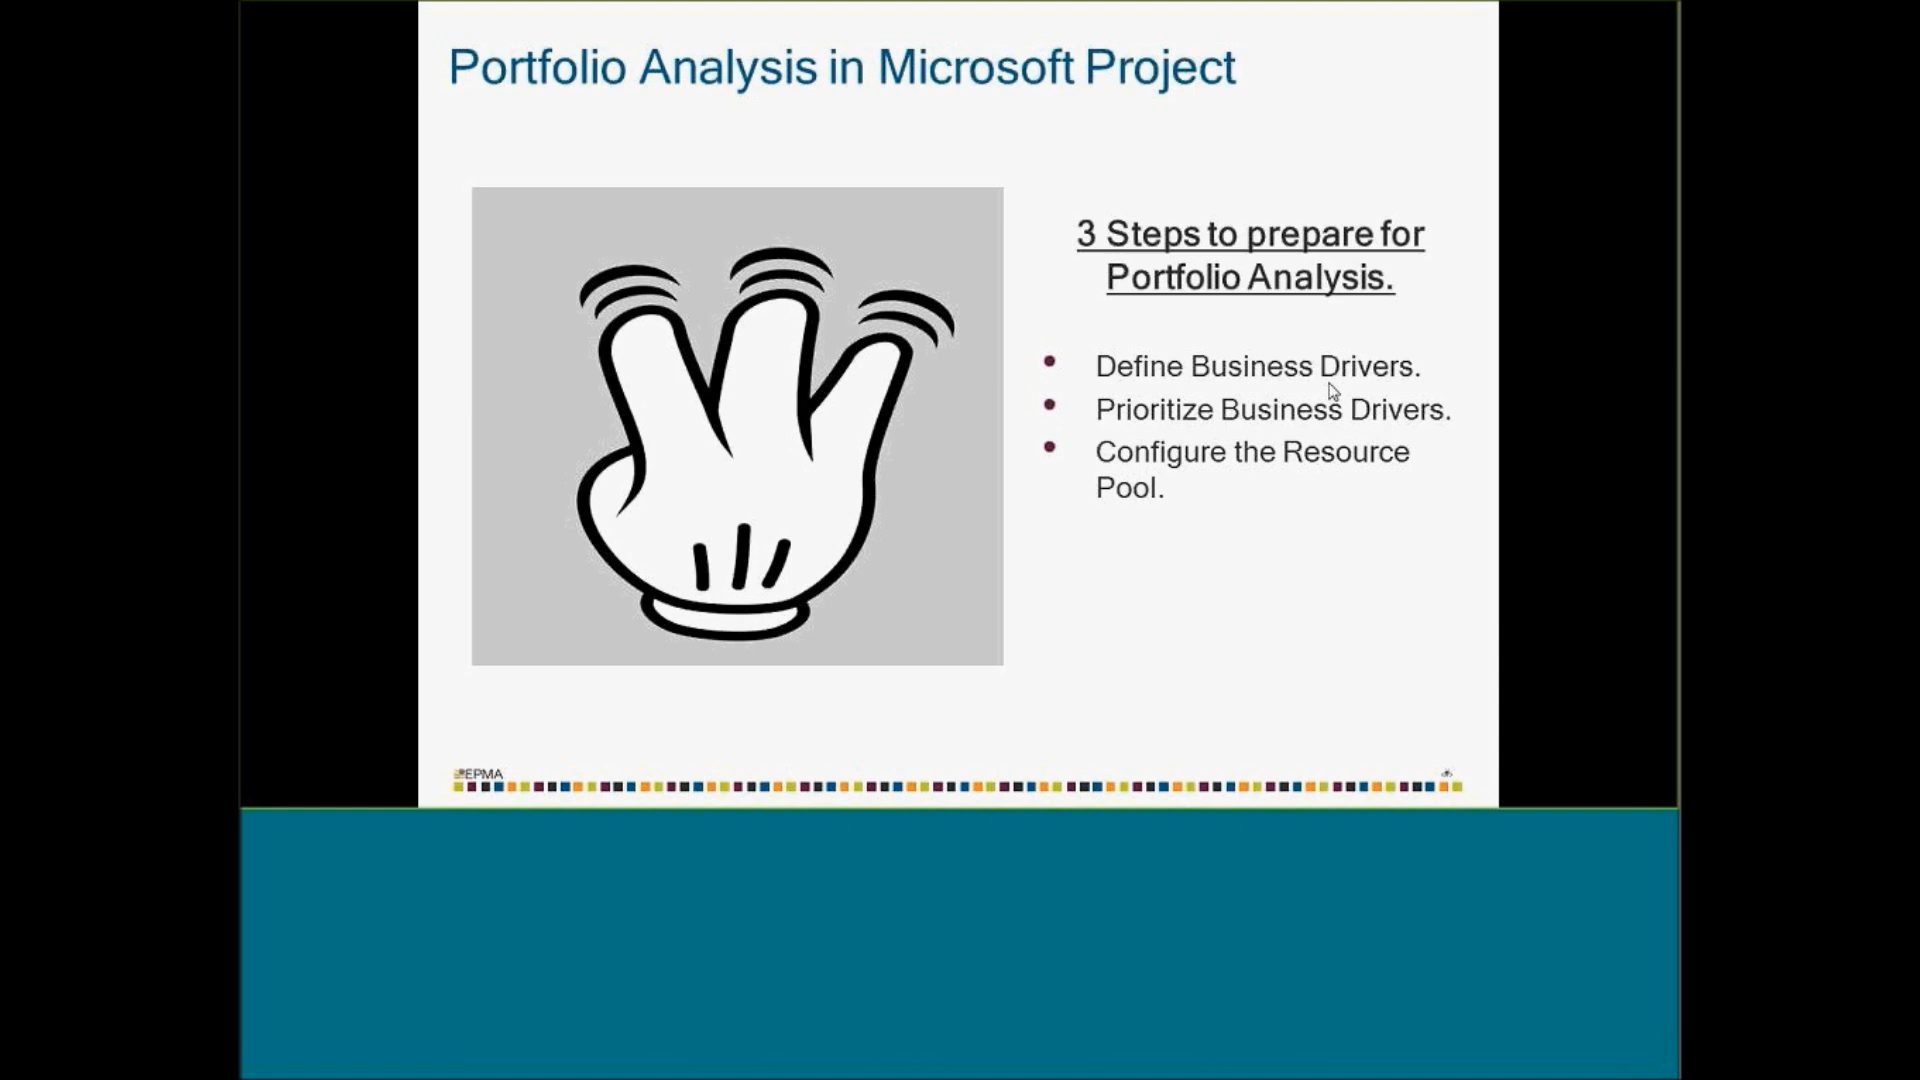 Portfolio Analysis in Microsoft Project
3 Steps to prepare for
Portfolio Analysis.
Define Business Drivers.
Prioritize Business Drivers.
Configure the Resource
Pool.
EPMA